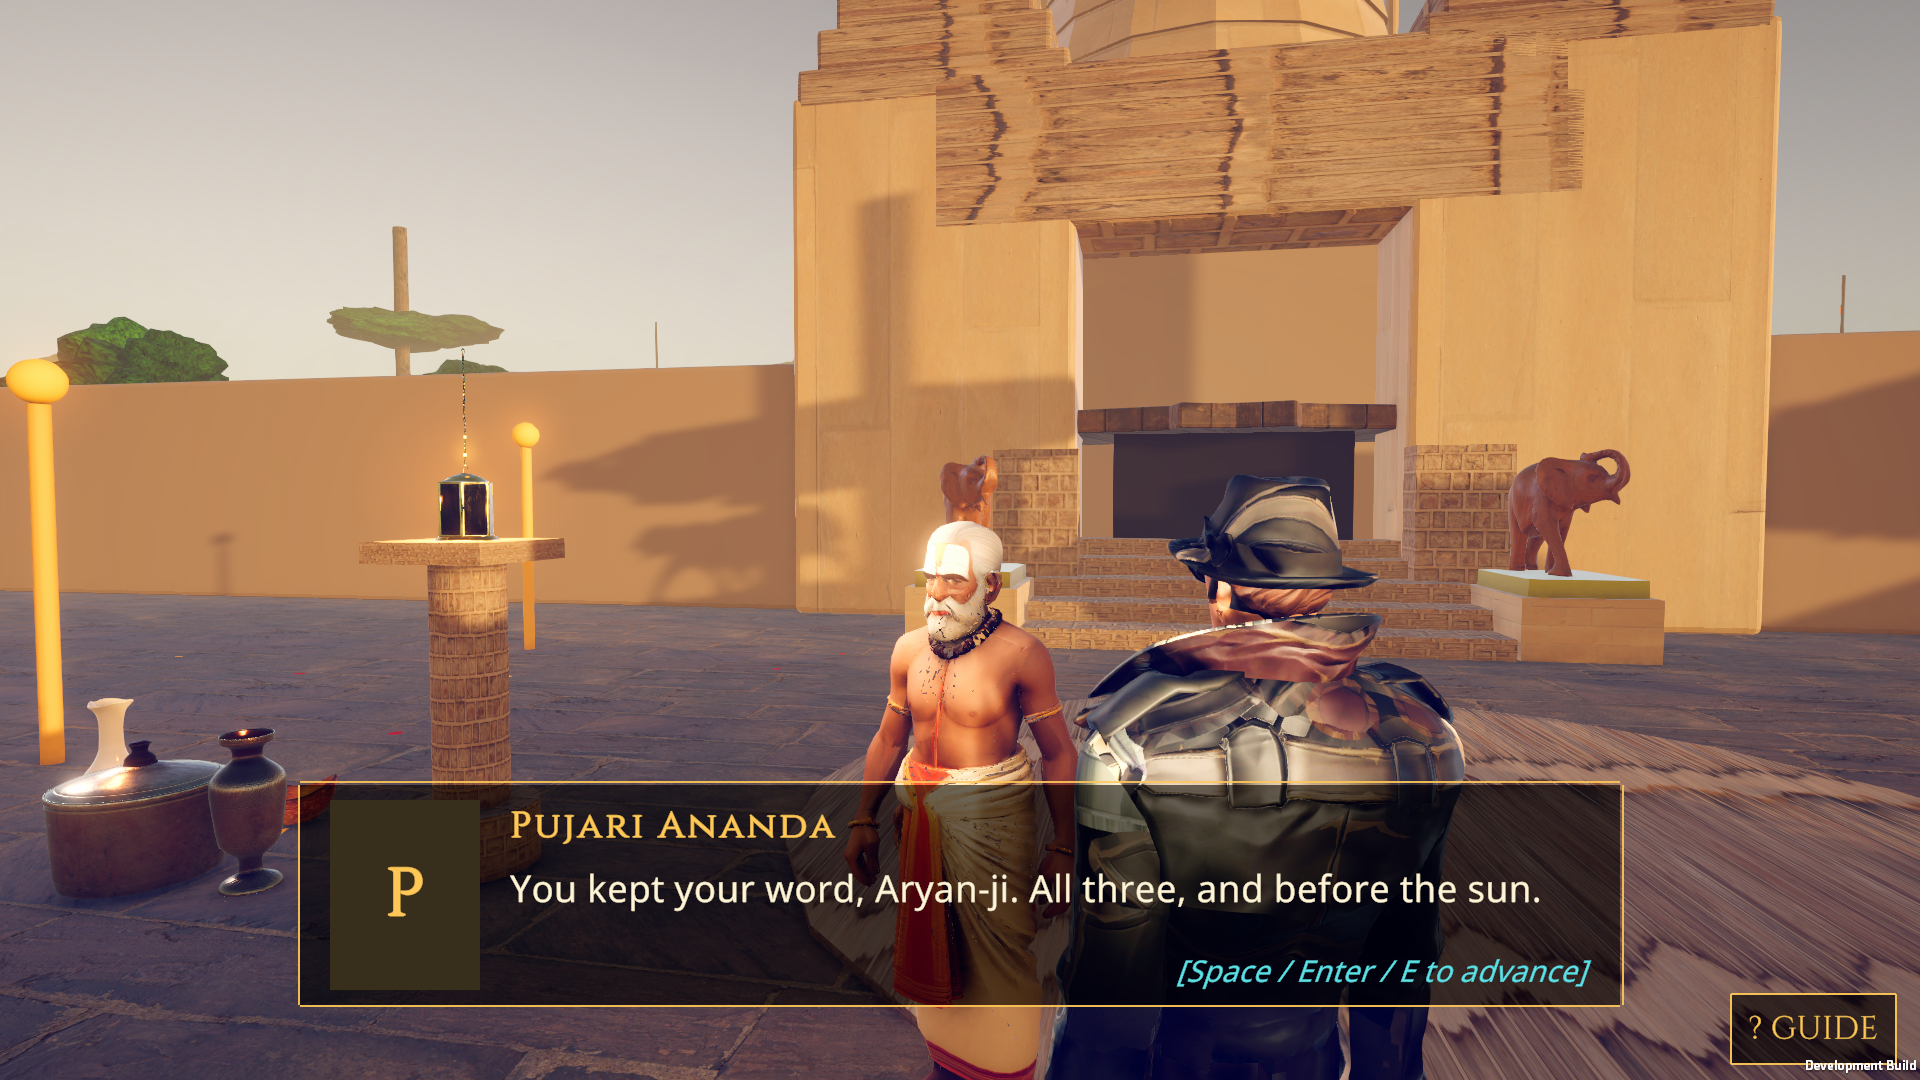 Pujari Ananda
P
You kept your word, Aryan-ji. All three, and before the sun.
[Space / Enter / E to advance]
? GUIDE
Development Build